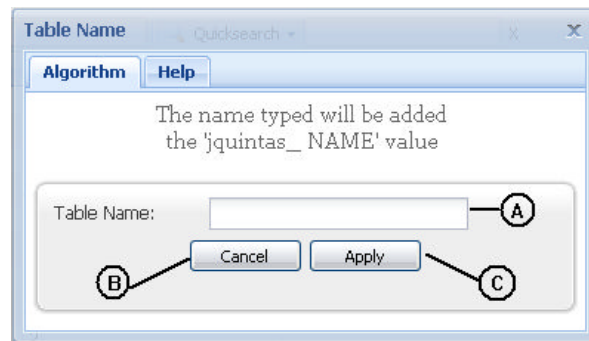 Table Name
Quicksearch
x
x
Algorithm
Help
The name typed will be added
the 'jquintas_ NAME' value
Table Name:
A
Cancel
Apply
B
C